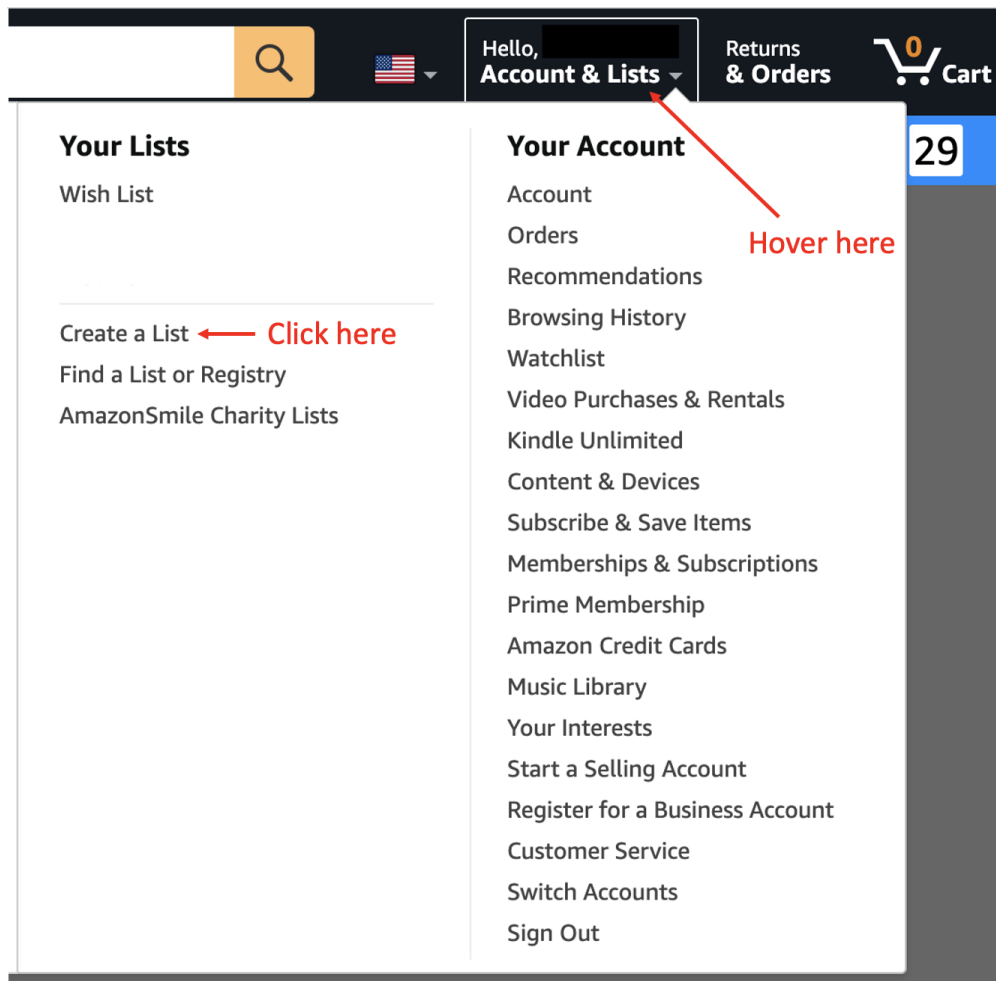 Hello,
Account & Lists
Returns
& Orders
0
Cart
29
Your Lists
Wish List
Create a List
Click here
Find a List or Registry
AmazonSmile Charity Lists
Your Account
Hover here
Account
Orders
Recommendations
Browsing History
Watchlist
Video Purchases & Rentals
Kindle Unlimited
Content & Devices
Subscribe & Save Items
Memberships & Subscriptions
Prime Membership
Amazon Credit Cards
Music Library
Your Interests
Start a Selling Account
Register for a Business Account
Customer Service
Switch Accounts
Sign Out